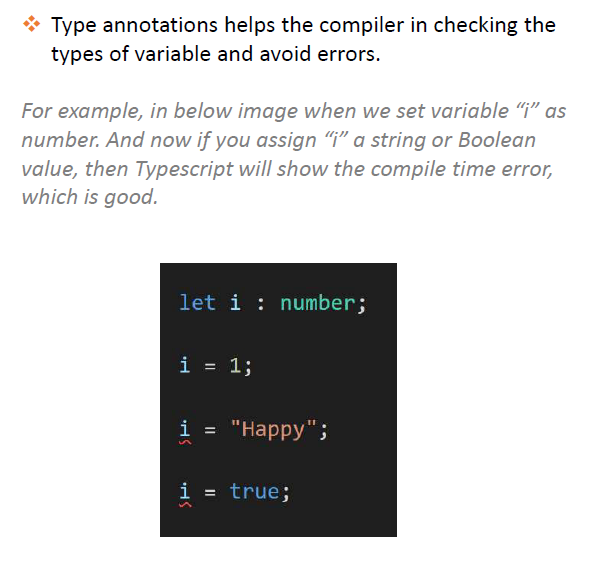 Type annotations helps the compiler in checking the
types of variable and avoid errors.
For example, in below image when we set variable “i” as
number. And now if you assign “i” a string or Boolean
value, then Typescript will show the compile time error,
which is good.
let i : number;
i = 1;
i = "Happy";
i = true;